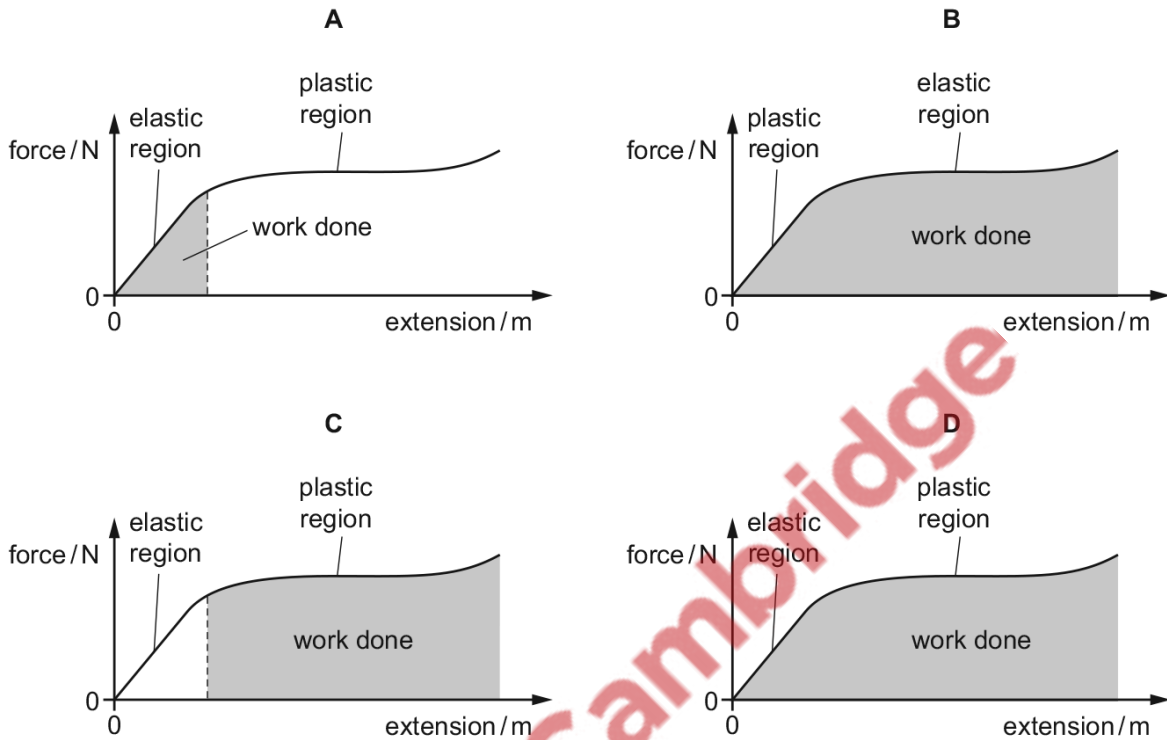 A
plastic
region
elastic
region
force / N
work done
0
0
extension / m
B
elastic
region
plastic
region
force / N
work done
0
0
extension / m
C
plastic
region
elastic
region
force / N
work done
0
0
extension / m
D
plastic
region
elastic
region
force / N
work done
0
0
extension / m
Cambridge